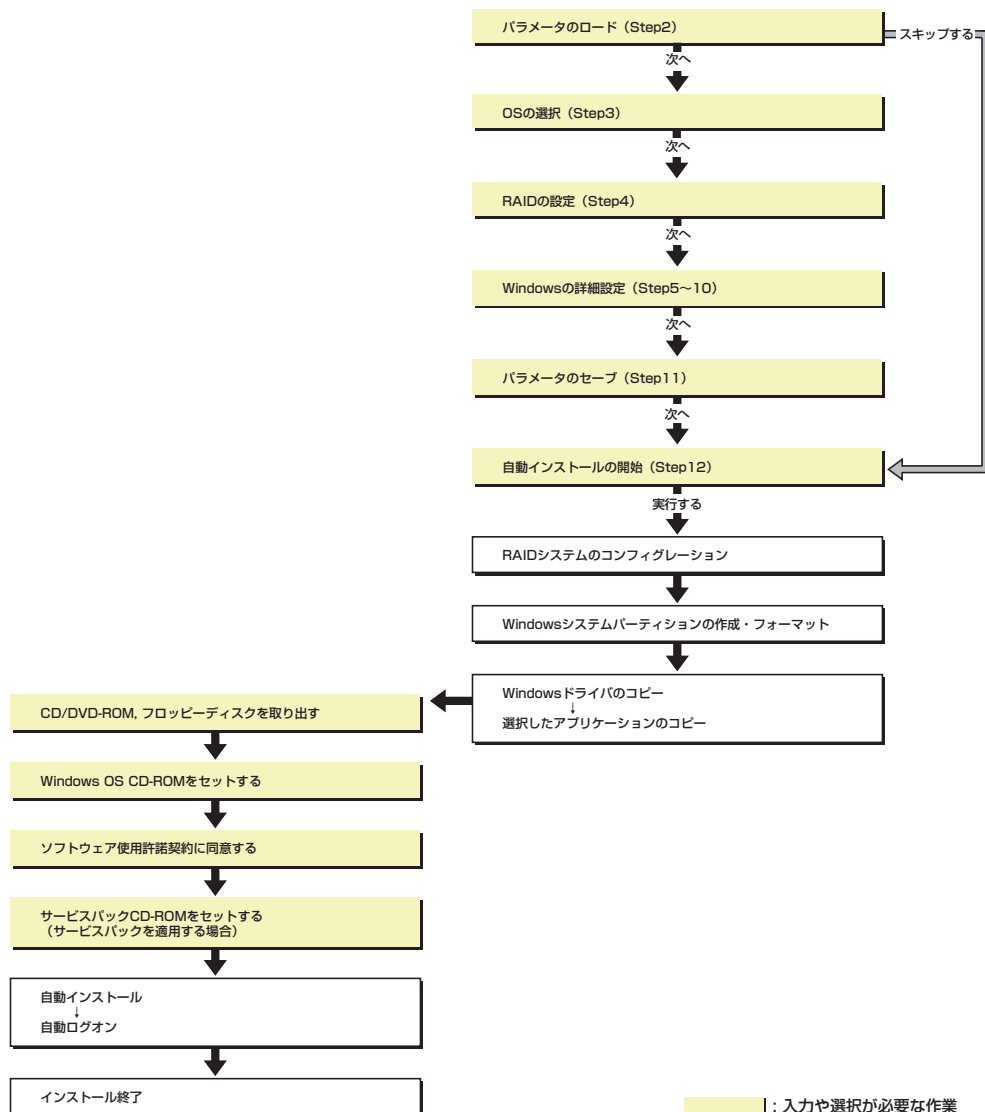 パラメータのロード（Step2）
スキップする
次へ
OSの選択（Step3）
次へ
RAIDの設定（Step4）
次へ
Windowsの詳細設定（Step5～10）
次へ
パラメータのセーブ（Step11）
次へ
自動インストールの開始（Step12）
実行する
RAIDシステムのコンフィグレーション
Windowsシステムパーティションの作成・フォーマット
Windowsドライバのコピー
↓
選択したアプリケーションのコピー
CD/DVD-ROM, フロッピーディスクを取り出す
Windows OS CD-ROMをセットする
ソフトウェア使用許諾契約に同意する
サービスパックCD-ROMをセットする
（サービスパックを適用する場合）
自動インストール
↓
自動ログオン
インストール終了
：入力や選択が必要な作業